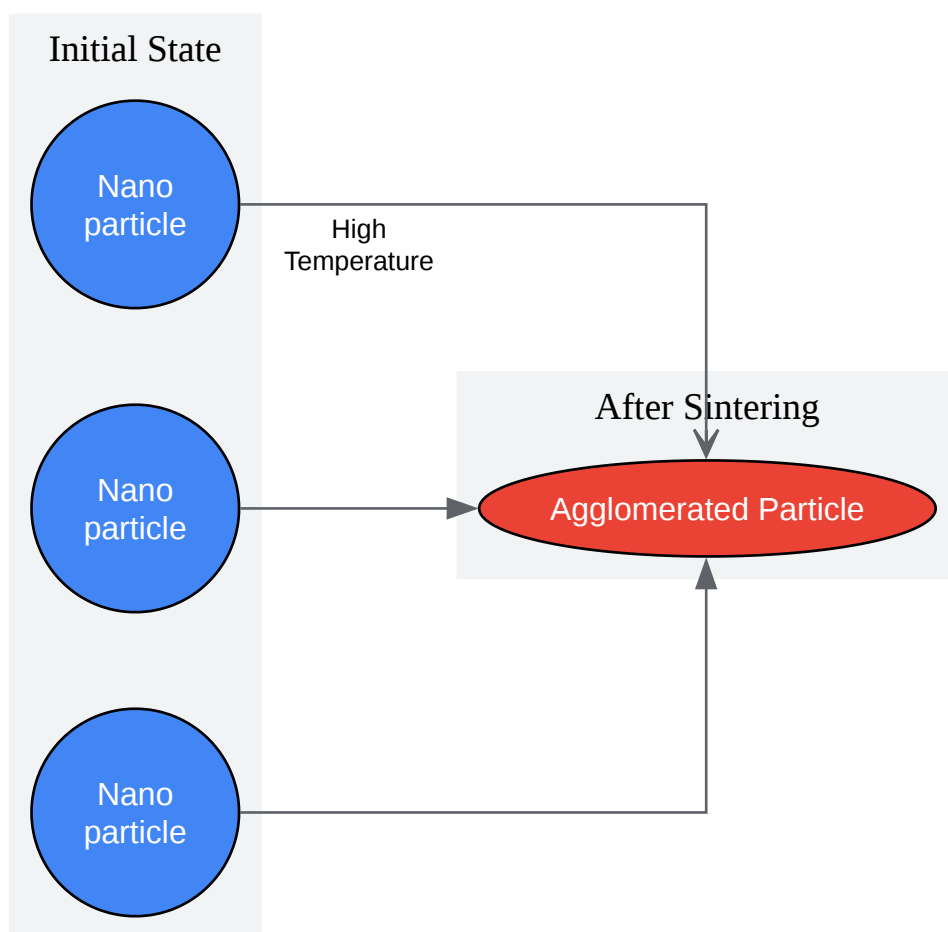 Initial State
Nano
particle
High
Temperature
After Sintering
Nano
particle
Agglomerated Particle
Nano
particle